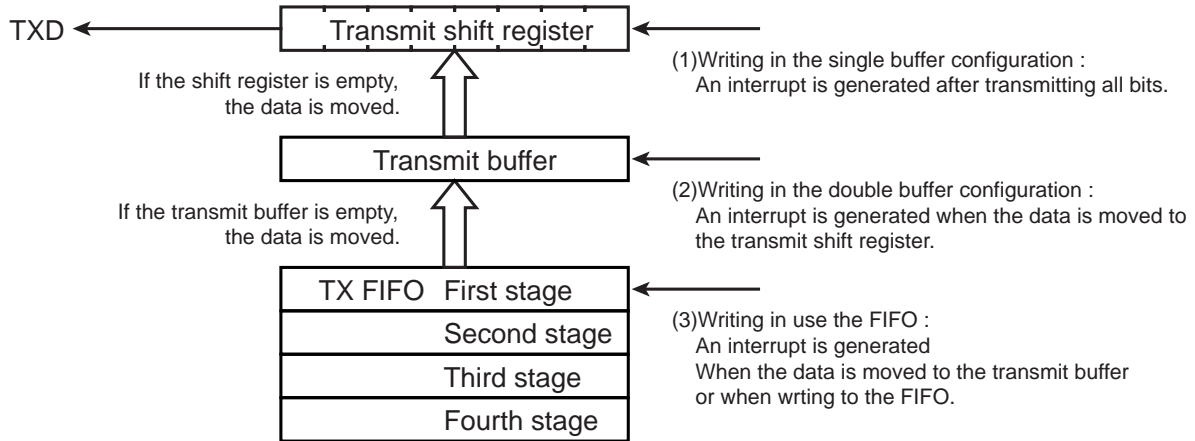 TXD
Transmit shift register
(1)Writing in the single buffer configuration :
An interrupt is generated after transmitting all bits.
If the shift register is empty,
the data is moved.
Transmit buffer
(2)Writing in the double buffer configuration :
An interrupt is generated when the data is moved to
the transmit shift register.
If the transmit buffer is empty,
the data is moved.
TX FIFO First stage
Second stage
Third stage
Fourth stage
(3)Writing in use the FIFO :
An interrupt is generated
When the data is moved to the transmit buffer
or when wrting to the FIFO.